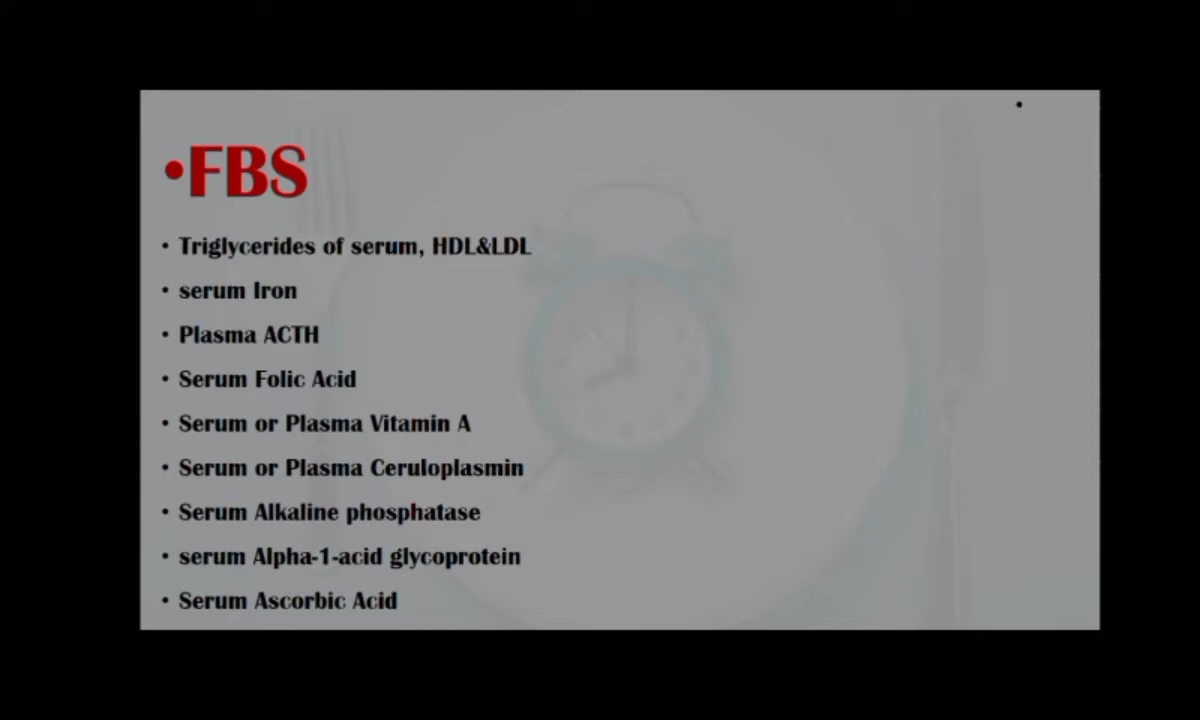 •FBS
• Triglycerides of serum, HDL&LDL
• serum Iron
• Plasma ACTH
• Serum Folic Acid
• Serum or Plasma Vitamin A
• Serum or Plasma Ceruloplasmin
• Serum Alkaline phosphatase
• serum Alpha-1-acid glycoprotein
• Serum Ascorbic Acid